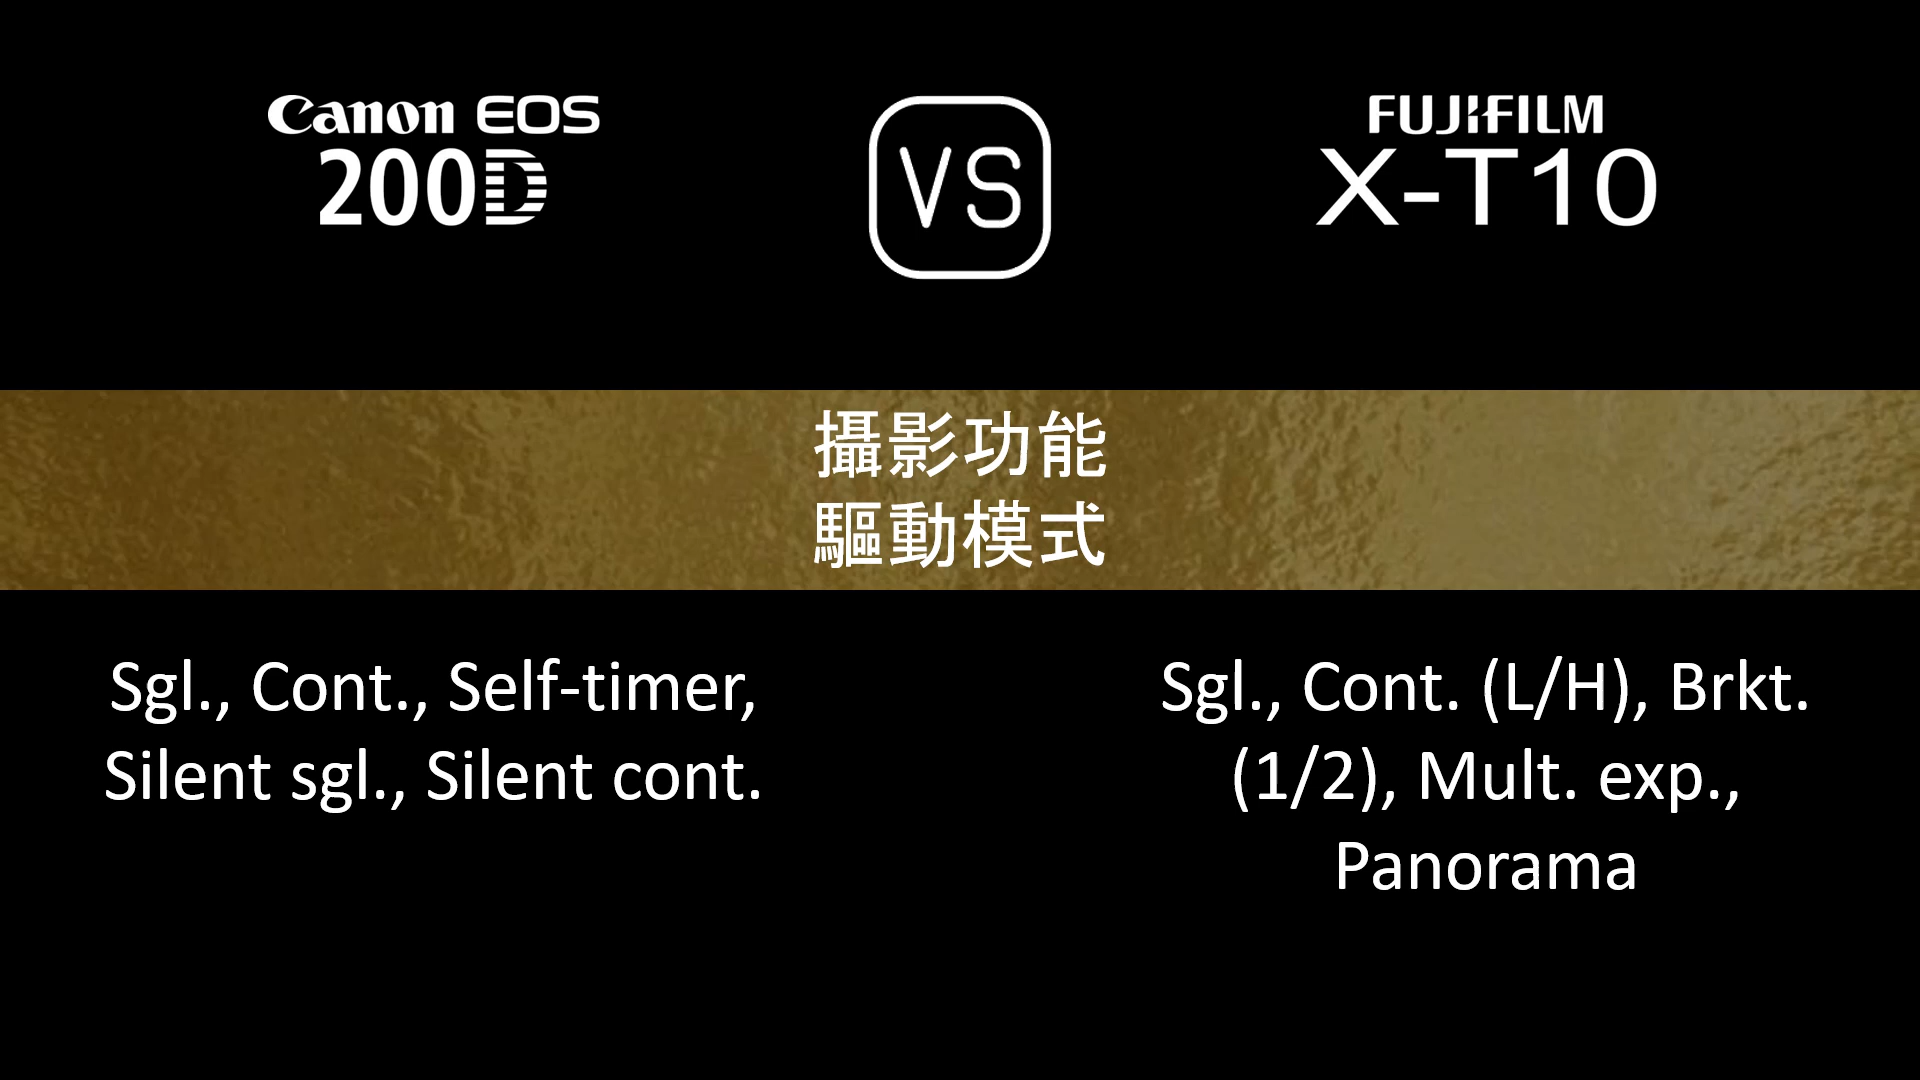 Canon EOS
200D
VS
FUJIFILM
X-T10
攝影功能
驅動模式
Sgl., Cont., Self-timer,
Silent sgl., Silent cont.
Sgl., Cont. (L/H), Brkt.
(1/2), Mult. exp.,
Panorama